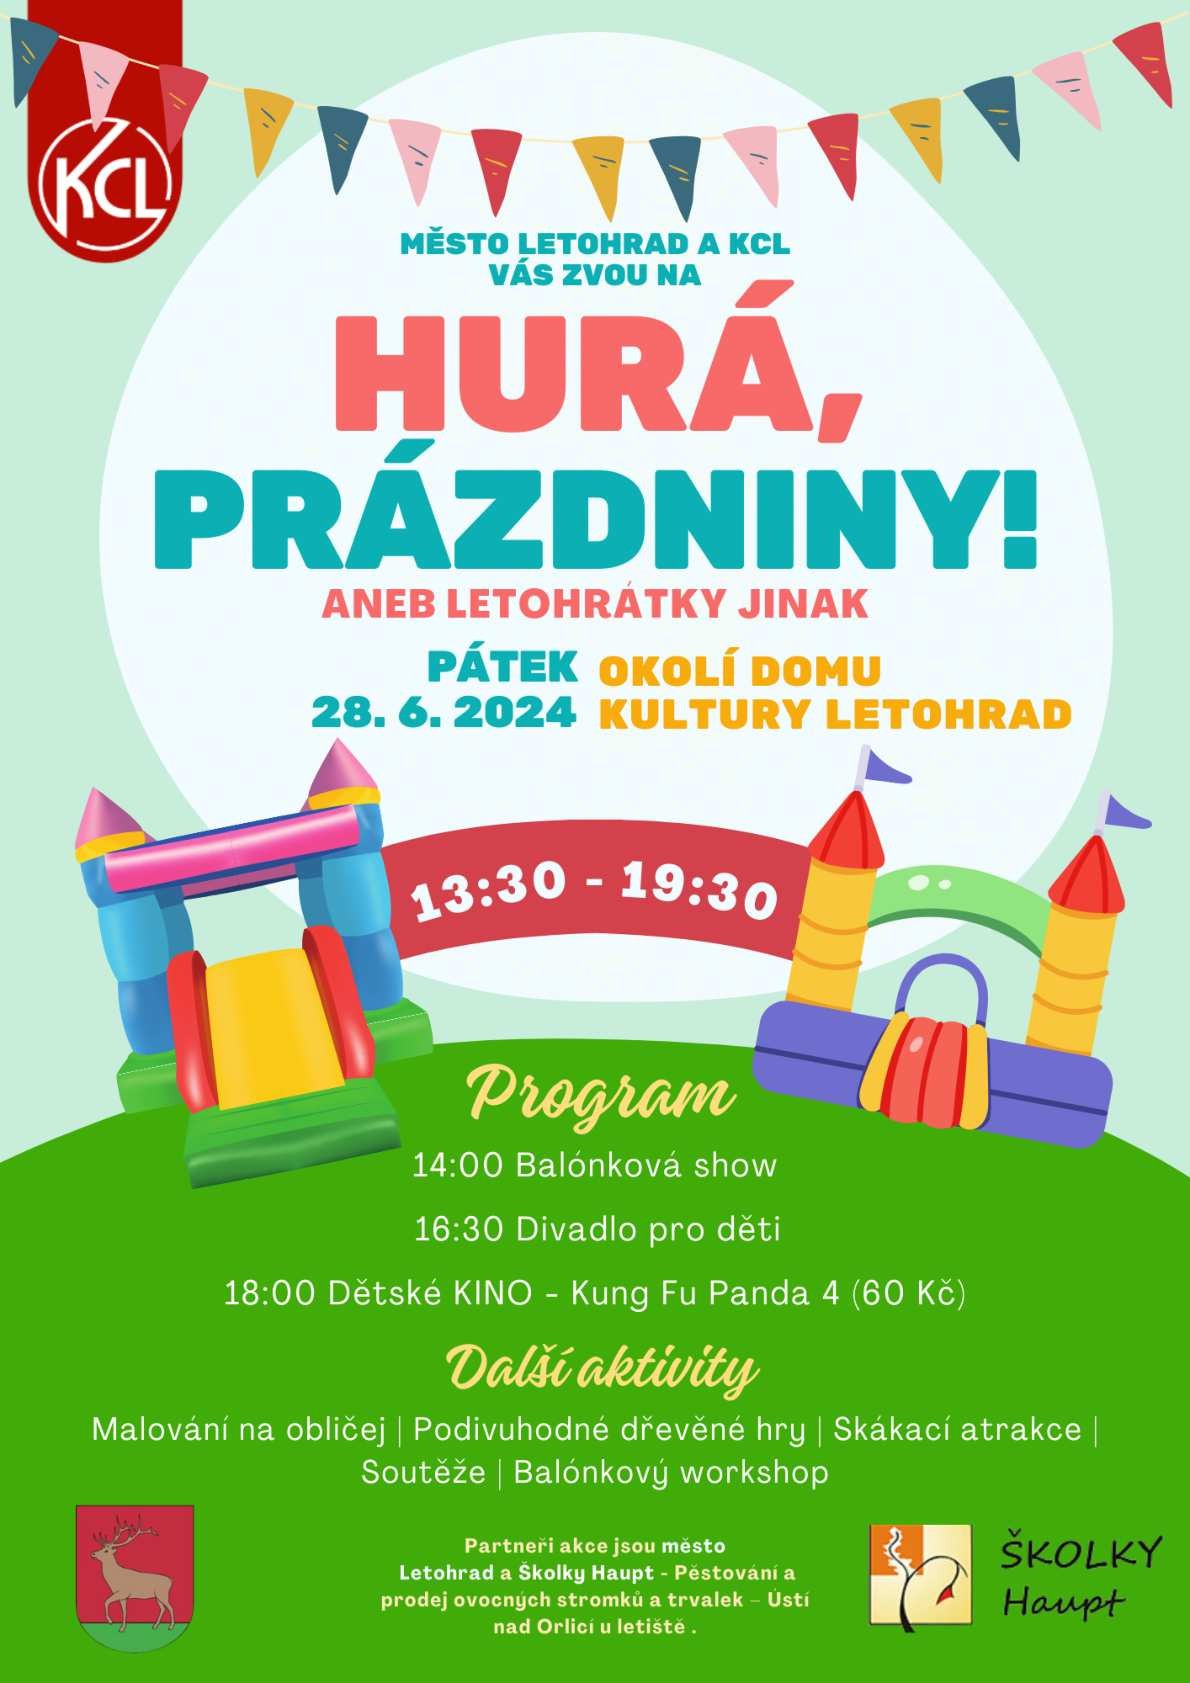 KCL
MĚSTO LETOHRAD A KCL
VÁS ZVOU NA
HURÁ,
PRÁZDNINY!
ANEB LETOHRÁTKY JINAK
PÁTEK
28. 6. 2024
OKOLÍ DOMU
KULTURY LETOHRAD
13:30 - 19:30
Program
14:00 Balónková show
16:30 Divadlo pro děti
18:00 Dětské KINO - Kung Fu Panda 4 (60 Kč)
Další aktivity
Malování na obličej | Podivuhodné dřevěné hry | Skákací atrakce |
Soutěže | Balónkový workshop
Partneři akce jsou město
Letohrad a Školky Haupt - Pěstování a
prodej ovocných stromků a trvalek – Ústí
nad Orlicí u letiště .
ŠKOLKY
Haupt